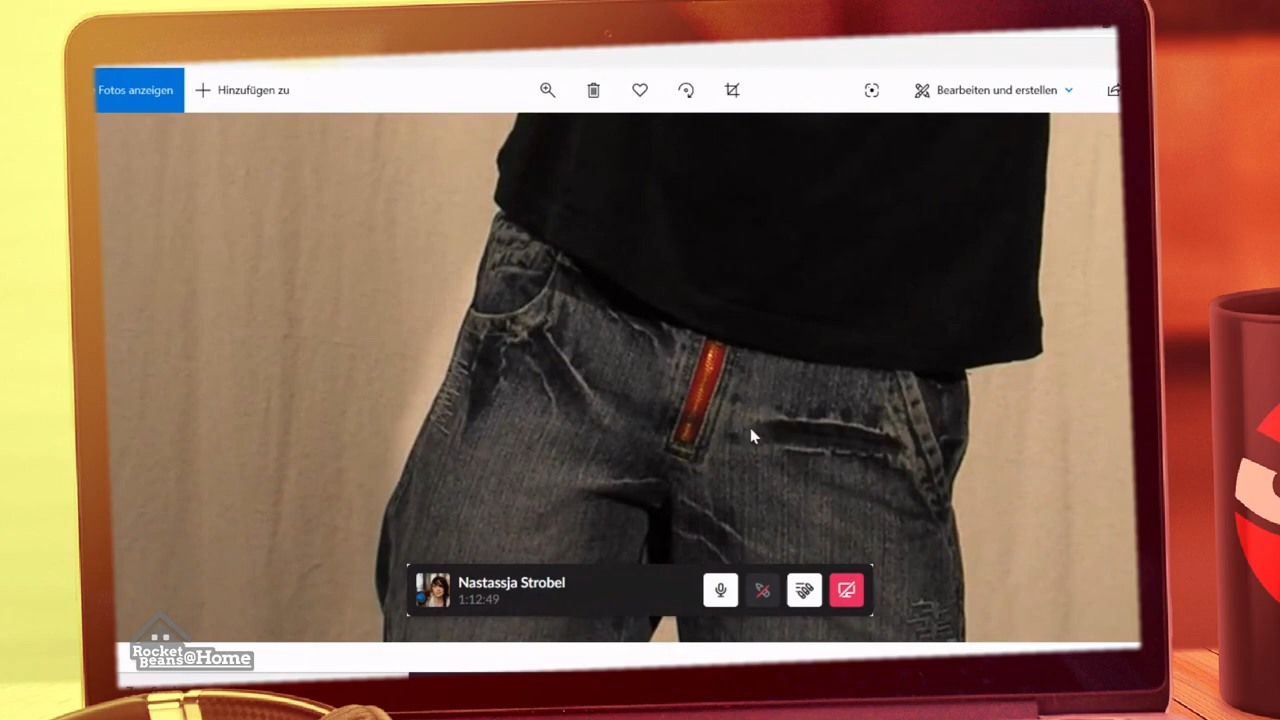 Fotos anzeigen
Hinzufügen zu
Bearbeiten und erstellen
Nastassja Strobel
1:12:49
Rocket
Beans@Home